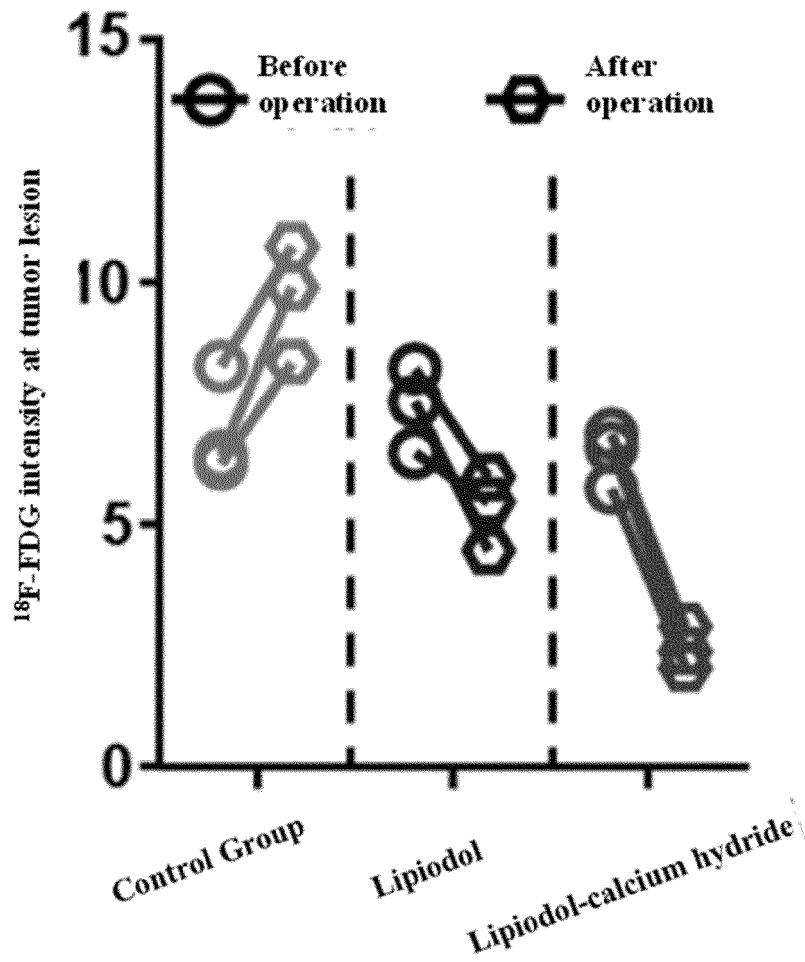 15
Before
operation
After
operation
10
5
0
18F-FDG intensity at tumor lesion
Control Group
Lipiodol
Lipiodol-calcium hydride